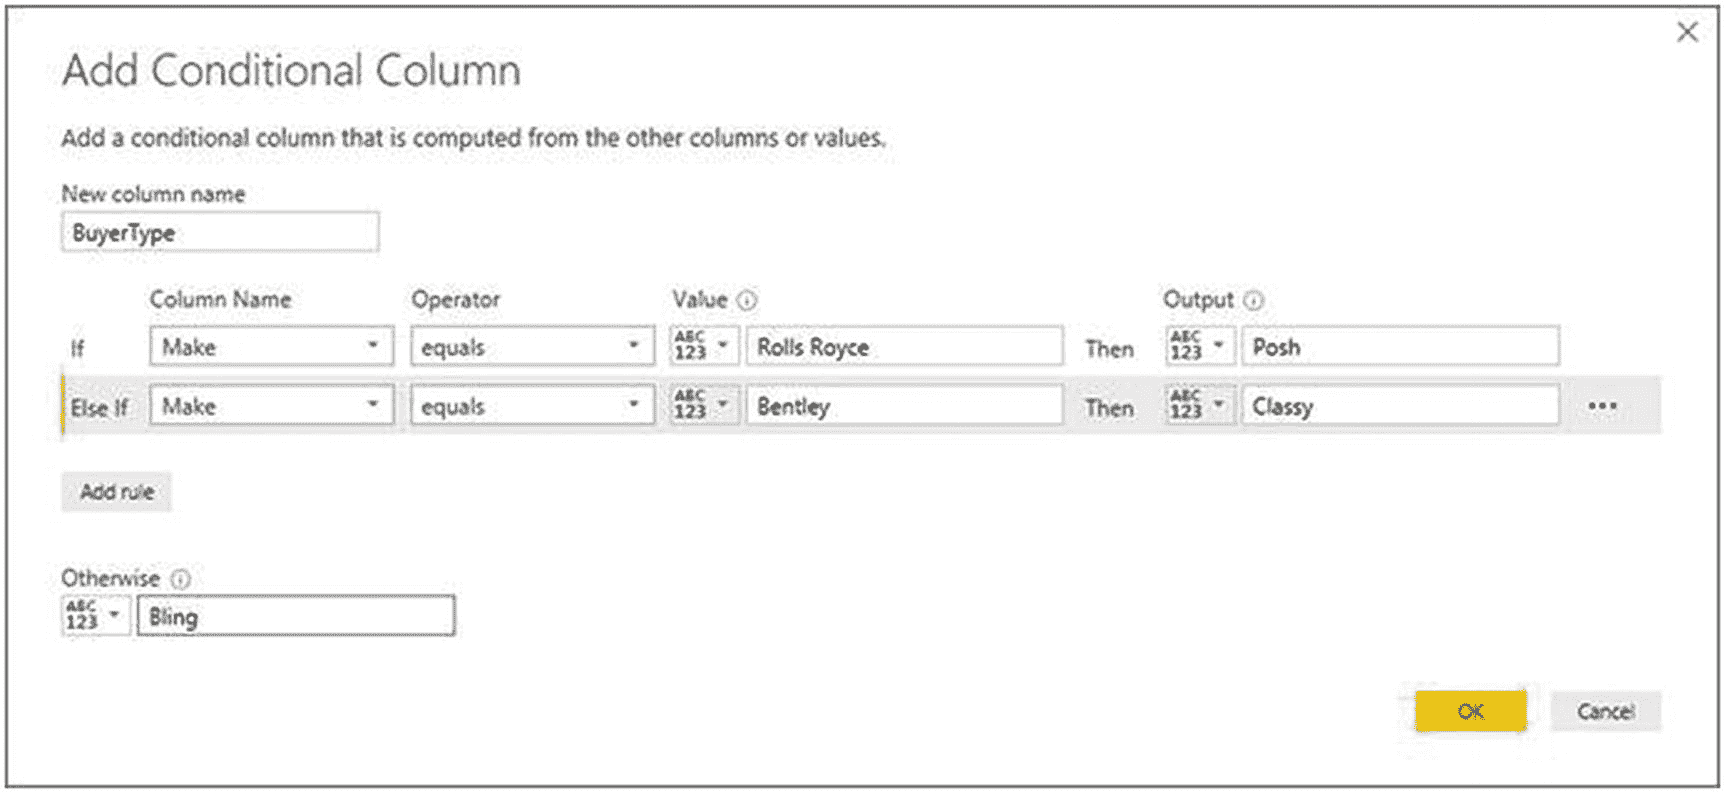 Add Conditional Column
Add a conditional column that is computed from the other columns or values.
New column name
BuyerType
Column Name Operator Value Output
If Make equals ABC 123 Rolls Royce Then ABC 123 Posh
Else If Make equals ABC 123 Bentley Then ABC 123 Classy ...
Add rule
Otherwise
ABC 123 Bling
OK Cancel